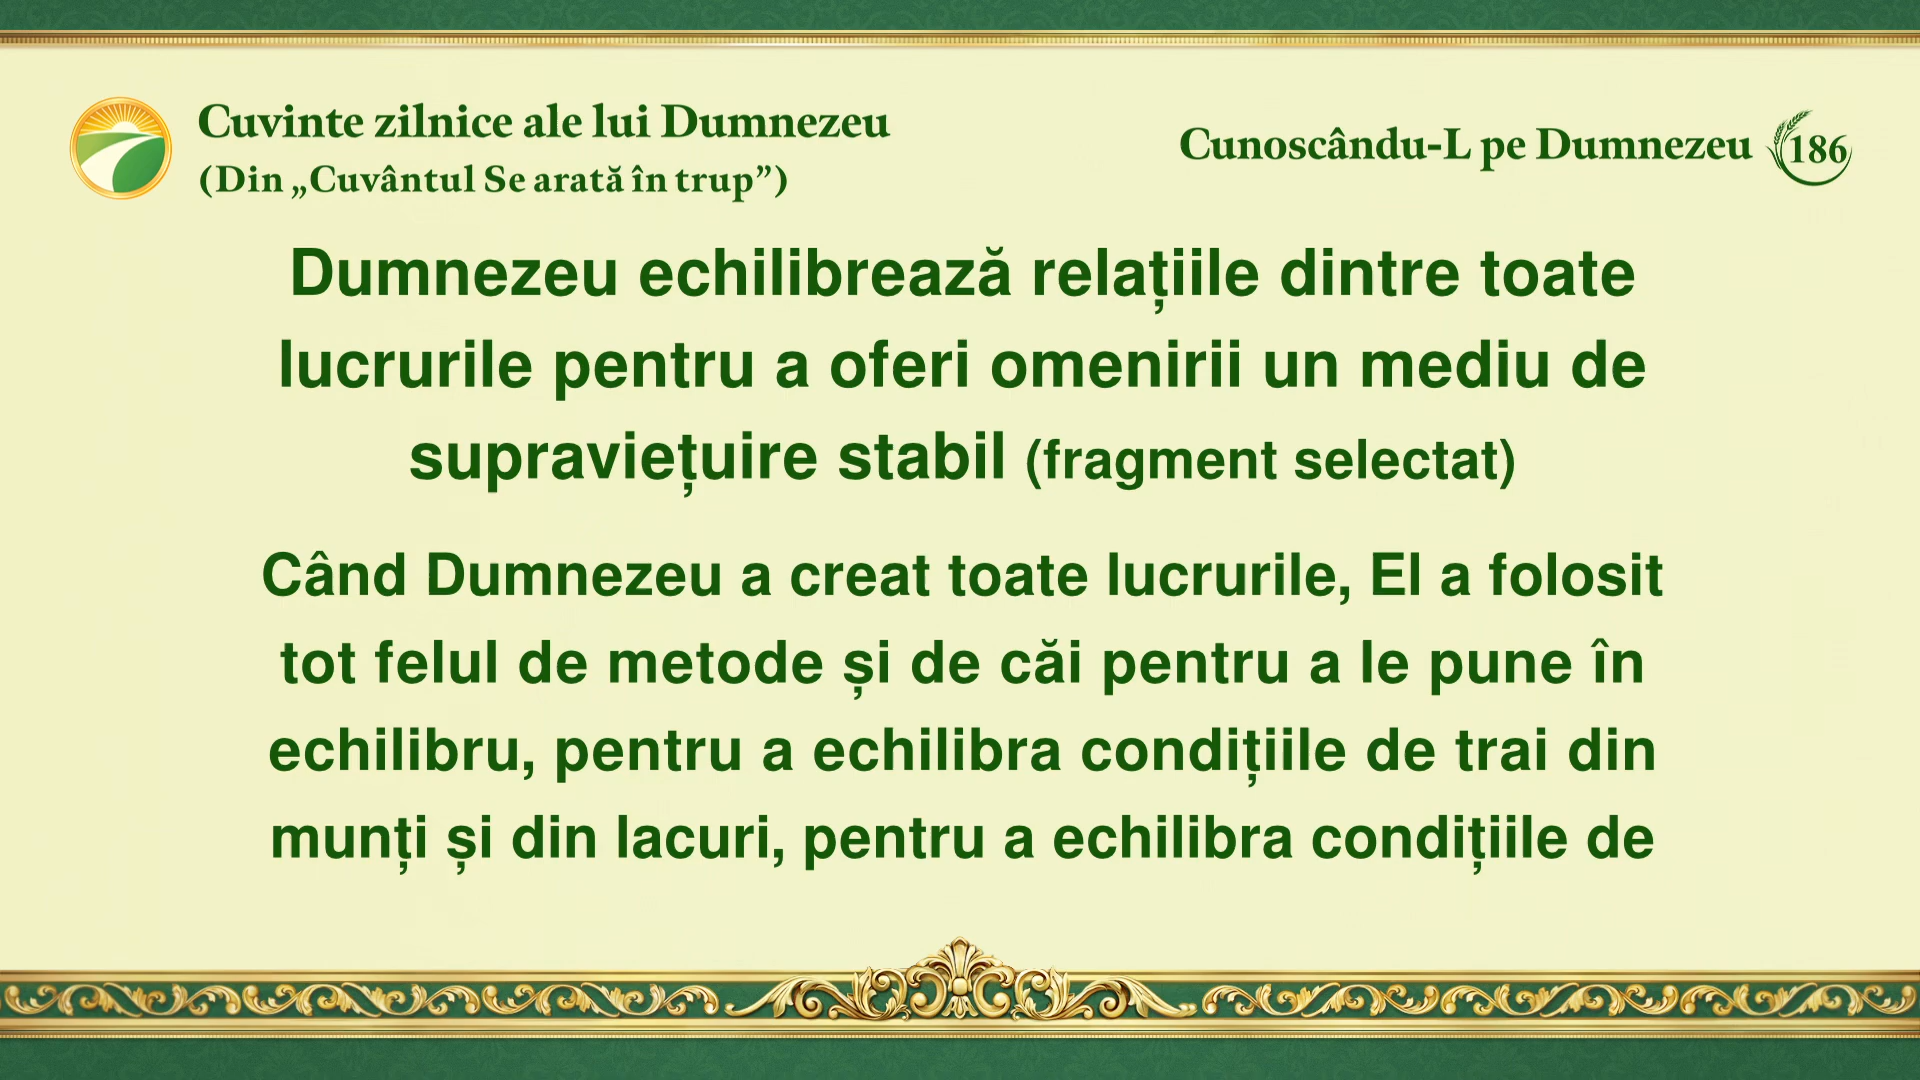 Cuvinte zilnice ale lui Dumnezeu
(Din „Cuvântul Se arată în trup”)
Cunoscându-L pe Dumnezeu 186
Dumnezeu echilibrează relațiile dintre toate
lucrurile pentru a oferi omenirii un mediu de
supraviețuire stabil (fragment selectat)
Când Dumnezeu a creat toate lucrurile, El a folosit
tot felul de metode și de căi pentru a le pune în
echilibru, pentru a echilibra condițiile de trai din
munți și din lacuri, pentru a echilibra condițiile de